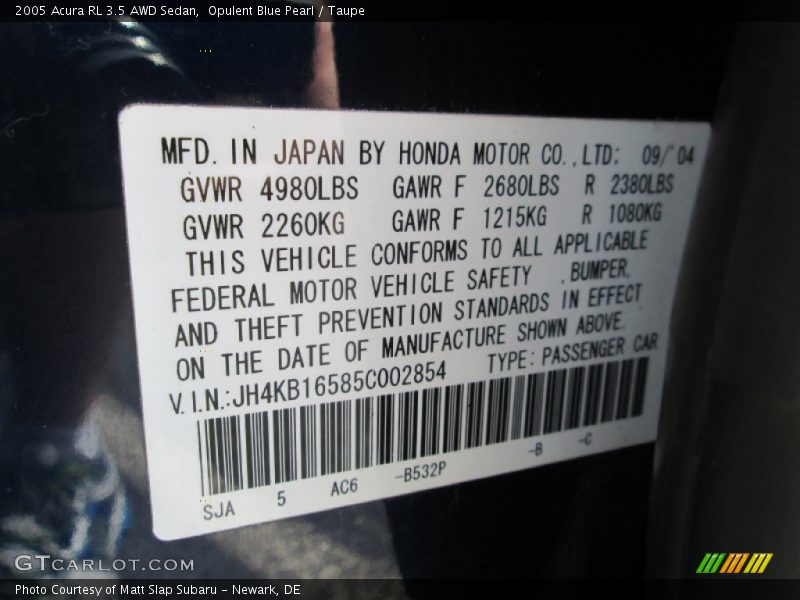 2005 Acura RL 3.5 AWD Sedan,  Opulent Blue Pearl / Taupe
MFD. IN JAPAN BY HONDA MOTOR CO.,LTD: 09/'04
GVWR 4980LBS GAWR F 2680LBS R 2380LBS
GVWR 2260KG GAWR F 1215KG R 1080KG
THIS VEHICLE CONFORMS TO ALL APPLICABLE
FEDERAL MOTOR VEHICLE SAFETY ,BUMPER,
AND THEFT PREVENTION STANDARDS IN EFFECT
ON THE DATE OF MANUFACTURE SHOWN ABOVE.
V.I.N.:JH4KB16585C002854 TYPE:PASSENGER CAR
SJA 5 AC6 -B532P -B -C
GTCARLOT.COM
Photo Courtesy of Matt Slap Subaru - Newark, DE